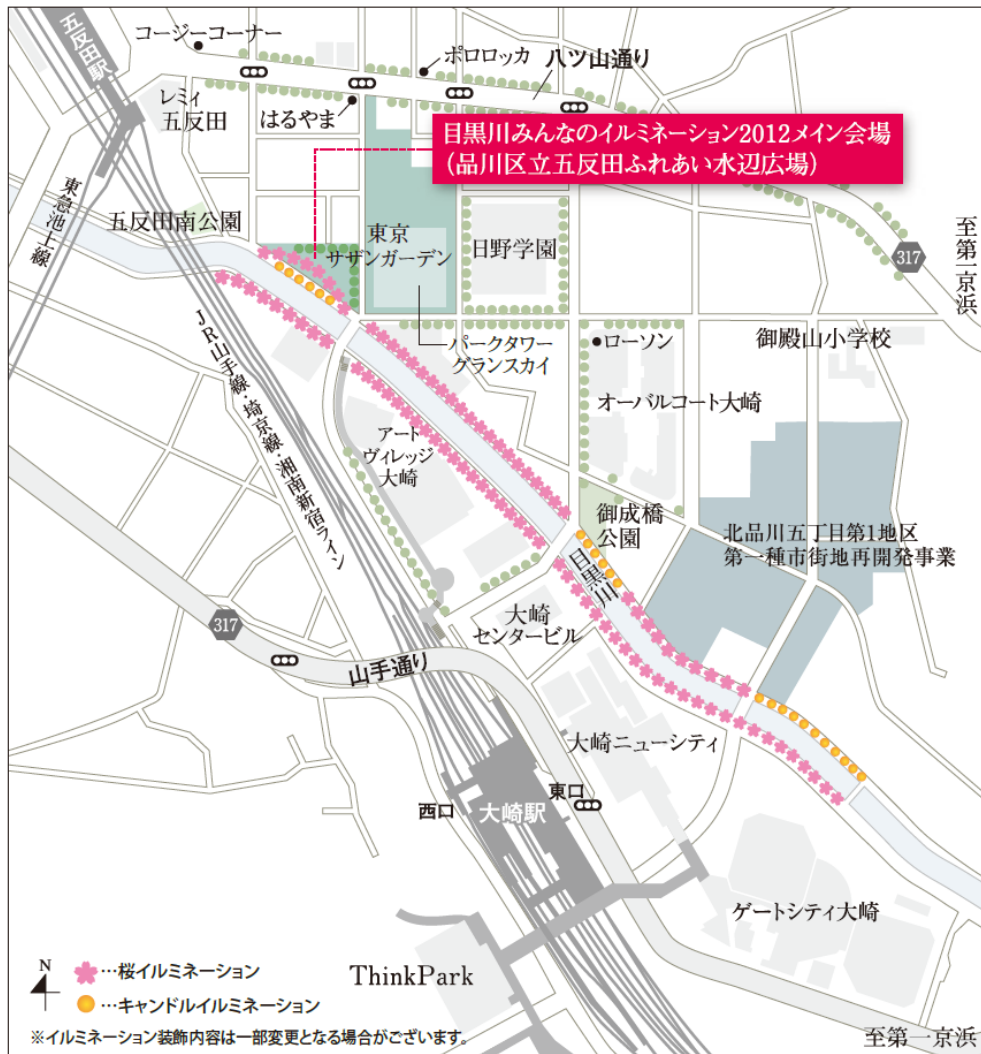 五反田駅
コージーコーナー
ポロロッカ
八ツ山通り
レミィ
五反田
はるやま
目黒川みんなのイルミネーション2012メイン会場
(品川区立五反田ふれあい水辺広場)
東急池上線
五反田南公園
東京
サザンガーデン
日野学園
至第一京浜
317
JR山手線・埼京線・湘南新宿ライン
パークタワー
グランスカイ
ローソン
御殿山小学校
オーバルコート大崎
アート
ヴィレッジ
大崎
御成橋
公園
目黒川
北品川五丁目第1地区
第一種市街地再開発事業
大崎
センタービル
317
山手通り
大崎ニューシティ
西口
大崎駅
東口
ゲートシティ大崎
ThinkPark
N
…桜イルミネーション
…キャンドルイルミネーション
※イルミネーション装飾内容は一部変更となる場合がございます。
至第一京浜